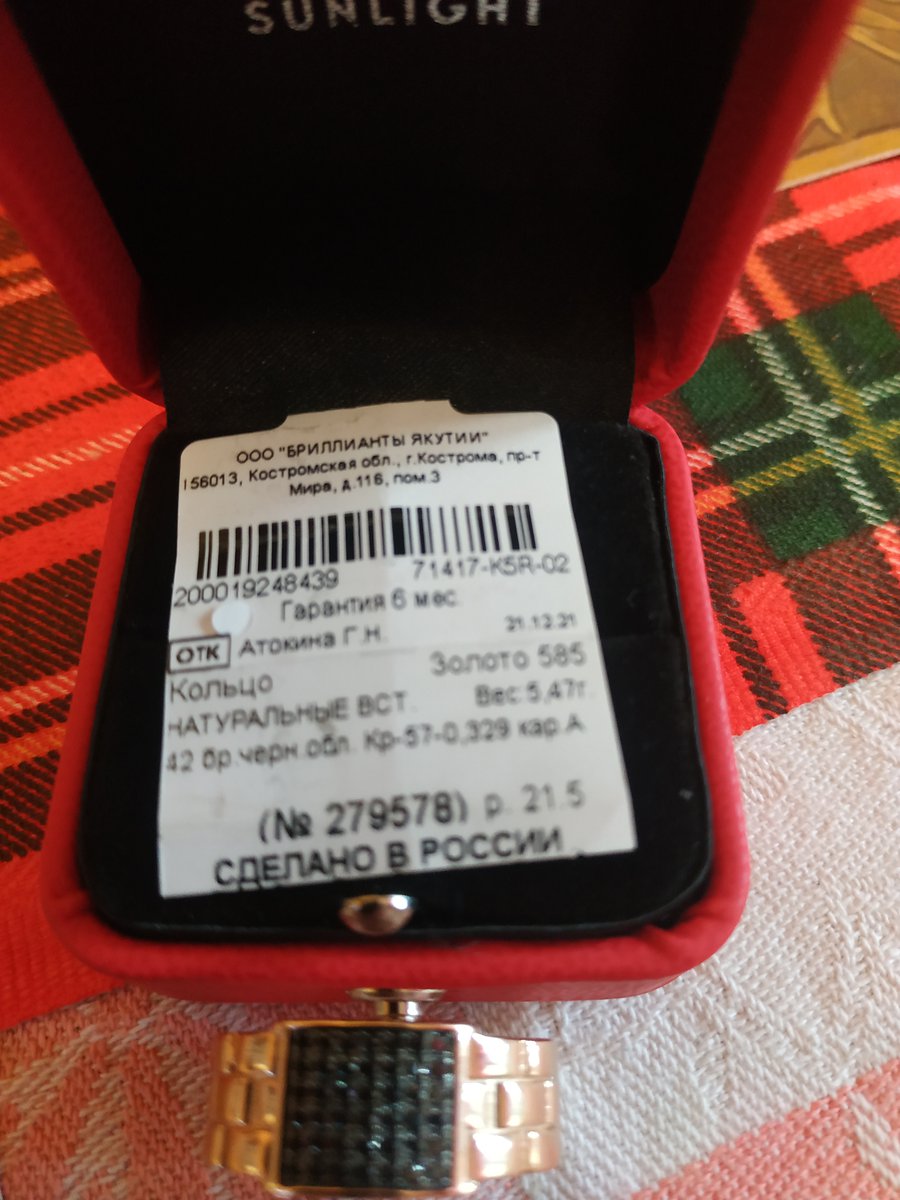 SUNLIGHT
ООО "БРИЛЛИАНТЫ ЯКУТИИ"
156013, Костромская обл., г.Кострома, пр-т
Мира, д.116, пом.3
200019248439 71417-K5R-02
Гарантия 6 мес
ОТК Атокина Г.Н. 21.12.21
Кольцо Золото 585
НАТУРАЛЬНЫЕ ВСТ. Вес:5,47г.
42 бр.черн.обл. Кр-57-0,329 кар.А
(№ 279578) р. 21.5
СДЕЛАНО В РОССИИ